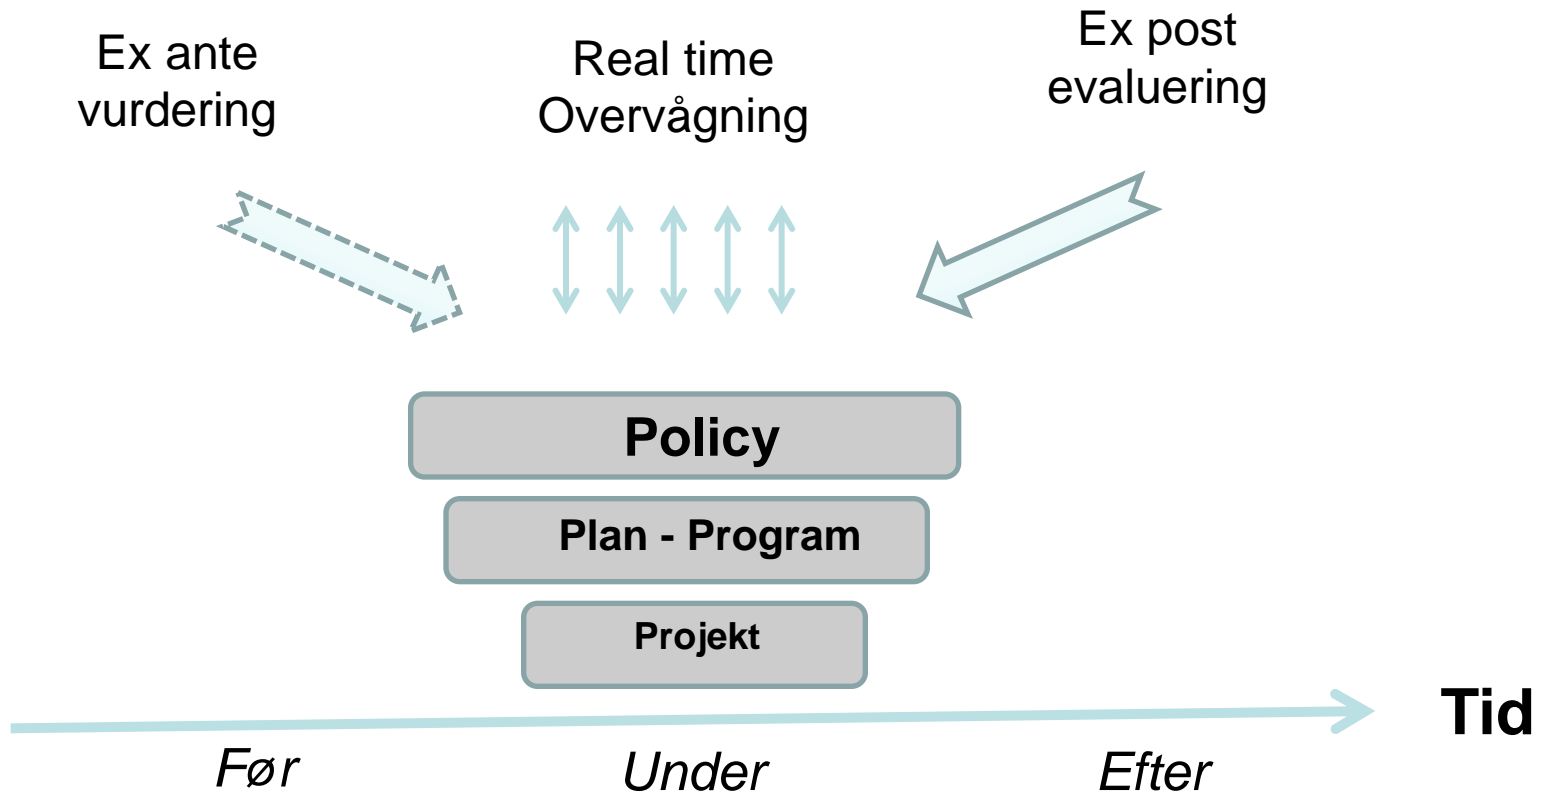 Ex ante
vurdering
Real time
Overvågning
Ex post
evaluering
Policy
Plan - Program
Projekt
Tid
Før
Under
Efter